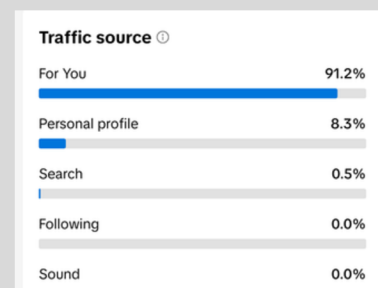 Traffic source
For You 91.2%
Personal profile 8.3%
Search 0.5%
Following 0.0%
Sound 0.0%